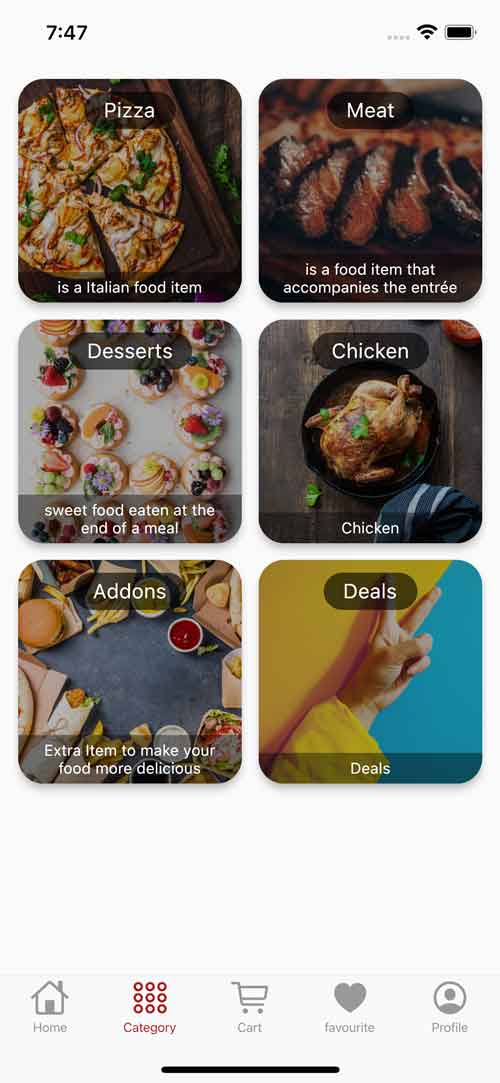 7:47
Pizza
is a Italian food item
Meat
is a food item that
accompanies the entrée
Desserts
sweet food eaten at the
end of a meal
Chicken
Chicken
Addons
Extra Item to make your
food more delicious
Deals
Deals
Home
Category
Cart
favourite
Profile